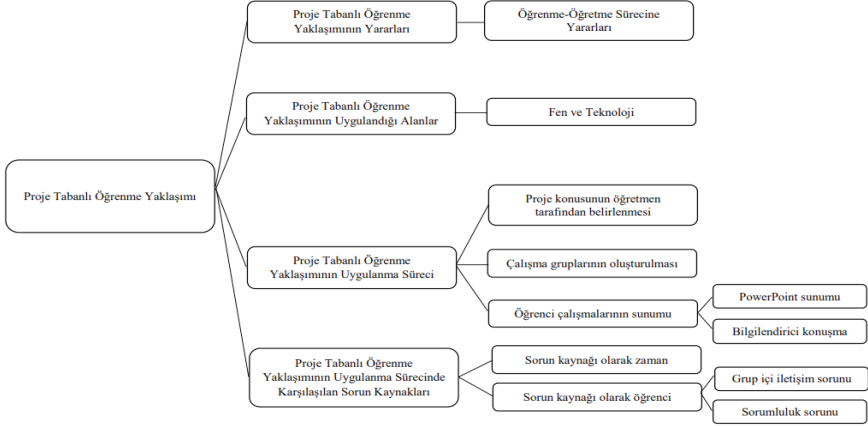 Proje Tabanlı Öğrenme Yaklaşımı
Proje Tabanlı Öğrenme
Yaklaşımının Yararları
Öğrenme-Öğretme Sürecine
Yararları
Proje Tabanlı Öğrenme
Yaklaşımının Uygulandığı Alanlar
Fen ve Teknoloji
Proje Tabanlı Öğrenme
Yaklaşımının Uygulanma Süreci
Proje konusunun öğretmen
tarafından belirlenmesi
Çalışma gruplarının oluşturulması
Öğrenci çalışmalarının sunumu
PowerPoint sunumu
Bilgilendirici konuşma
Proje Tabanlı Öğrenme
Yaklaşımının Uygulanma Sürecinde
Karşılaşılan Sorun Kaynakları
Sorun kaynağı olarak zaman
Sorun kaynağı olarak öğrenci
Grup içi iletişim sorunu
Sorumluluk sorunu